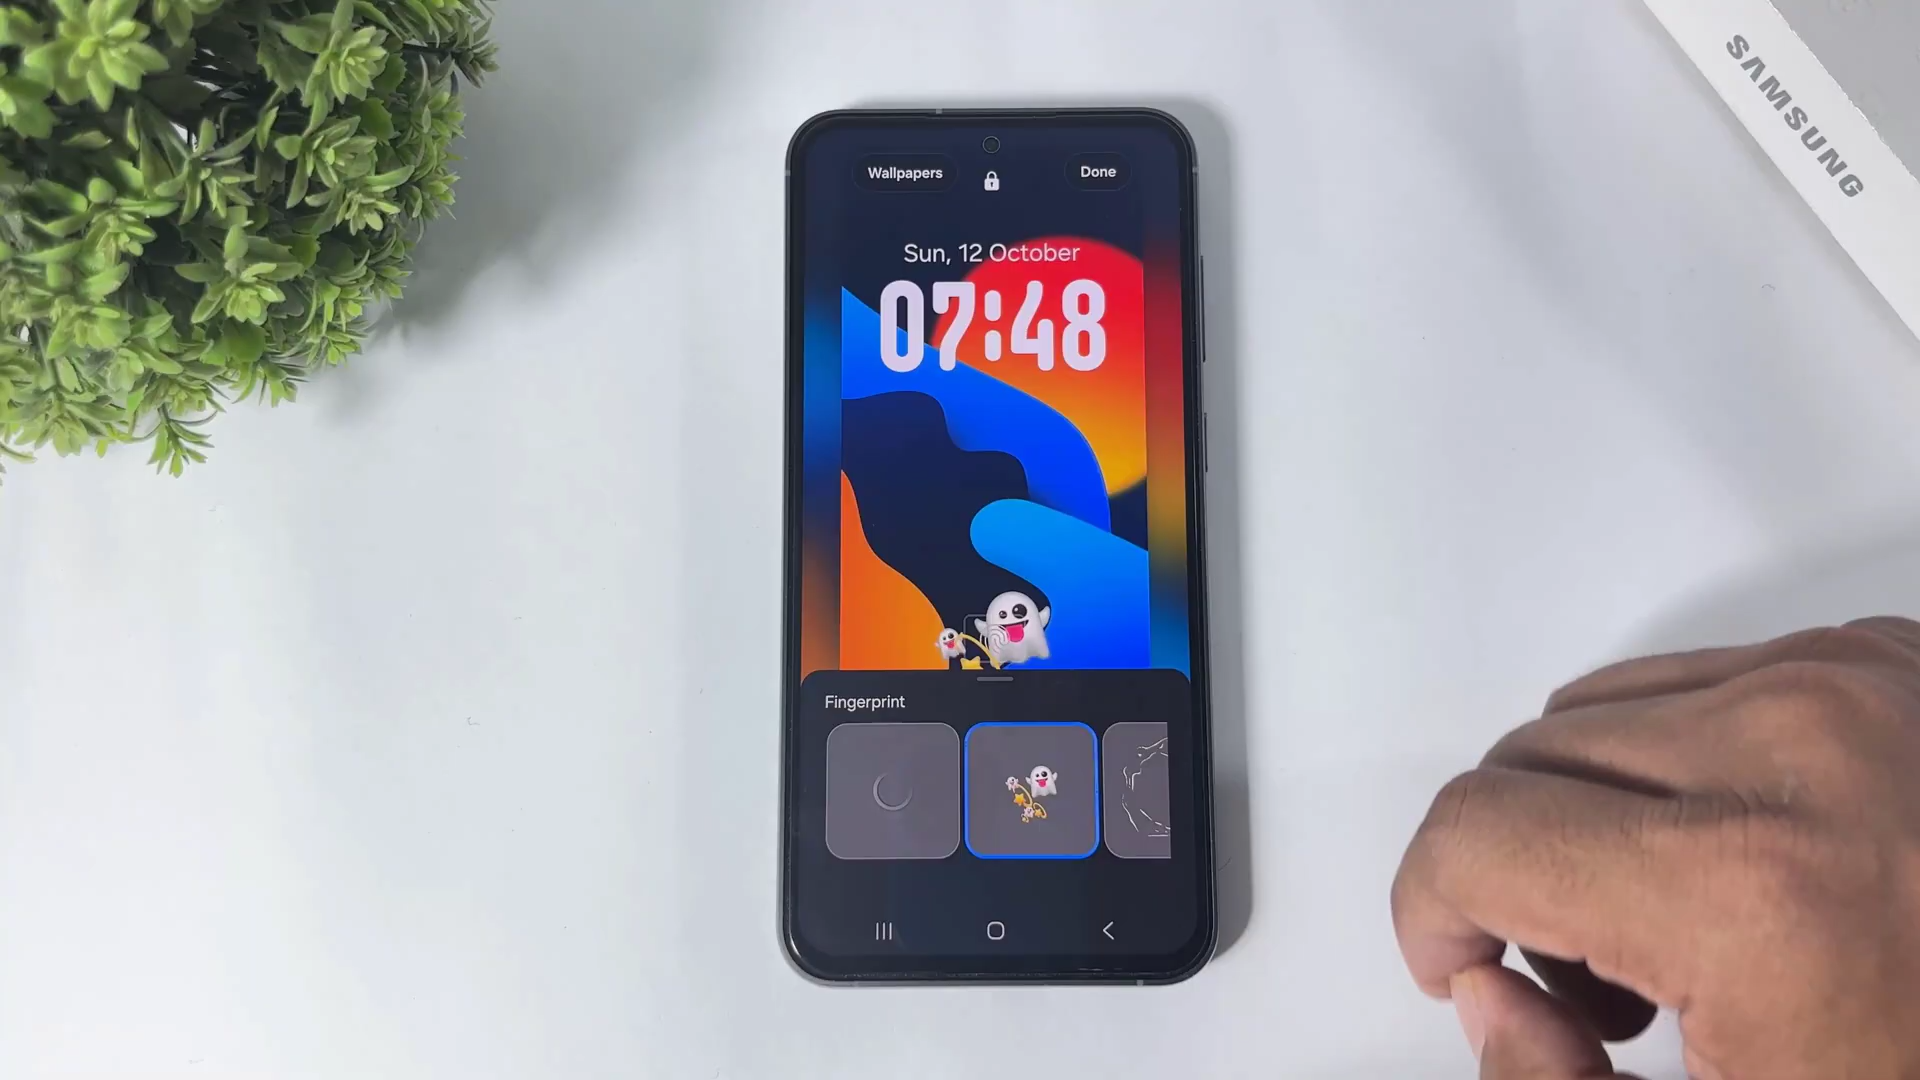 SAMSUNG
Wallpapers
Done
Sun, 12 October
07:48
Fingerprint